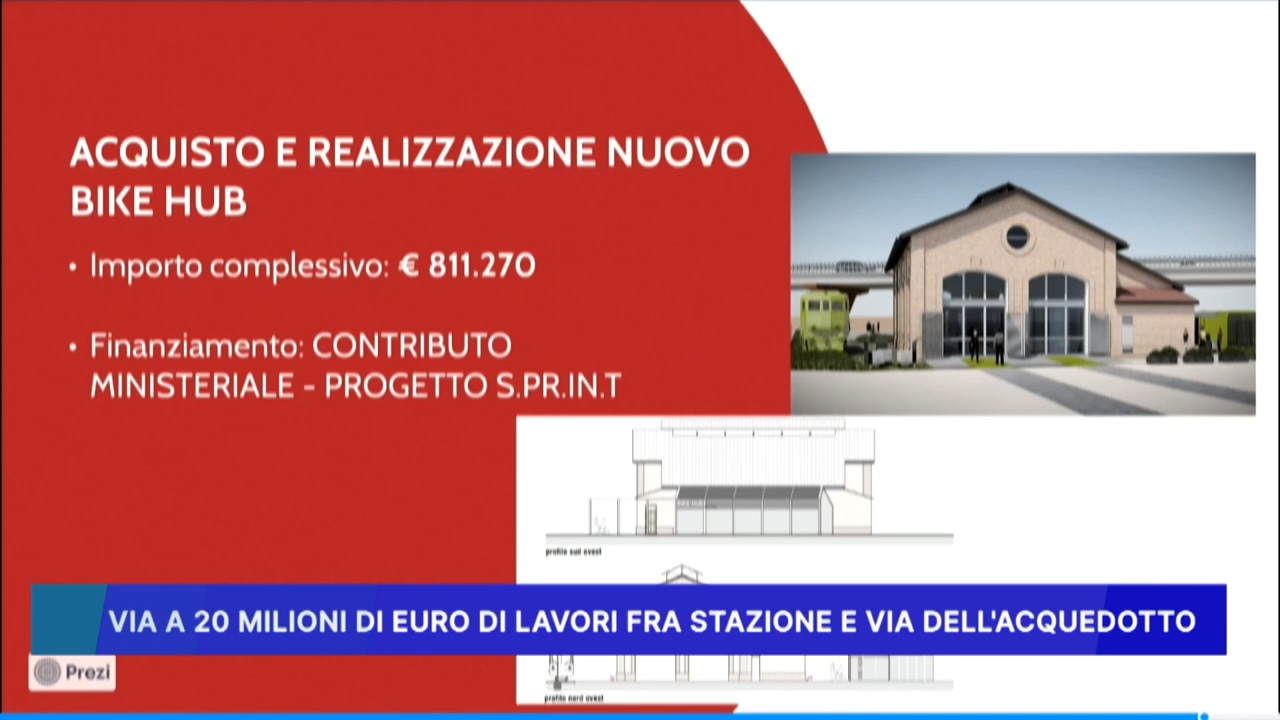 ACQUISTO E REALIZZAZIONE NUOVO
BIKE HUB
• Importo complessivo: € 811.270
• Finanziamento: CONTRIBUTO
MINISTERIALE - PROGETTO S.PR.IN.T
profilo sud ovest
VIA A 20 MILIONI DI EURO DI LAVORI FRA STAZIONE E VIA DELL'ACQUEDOTTO
Prezi
profilo nord ovest